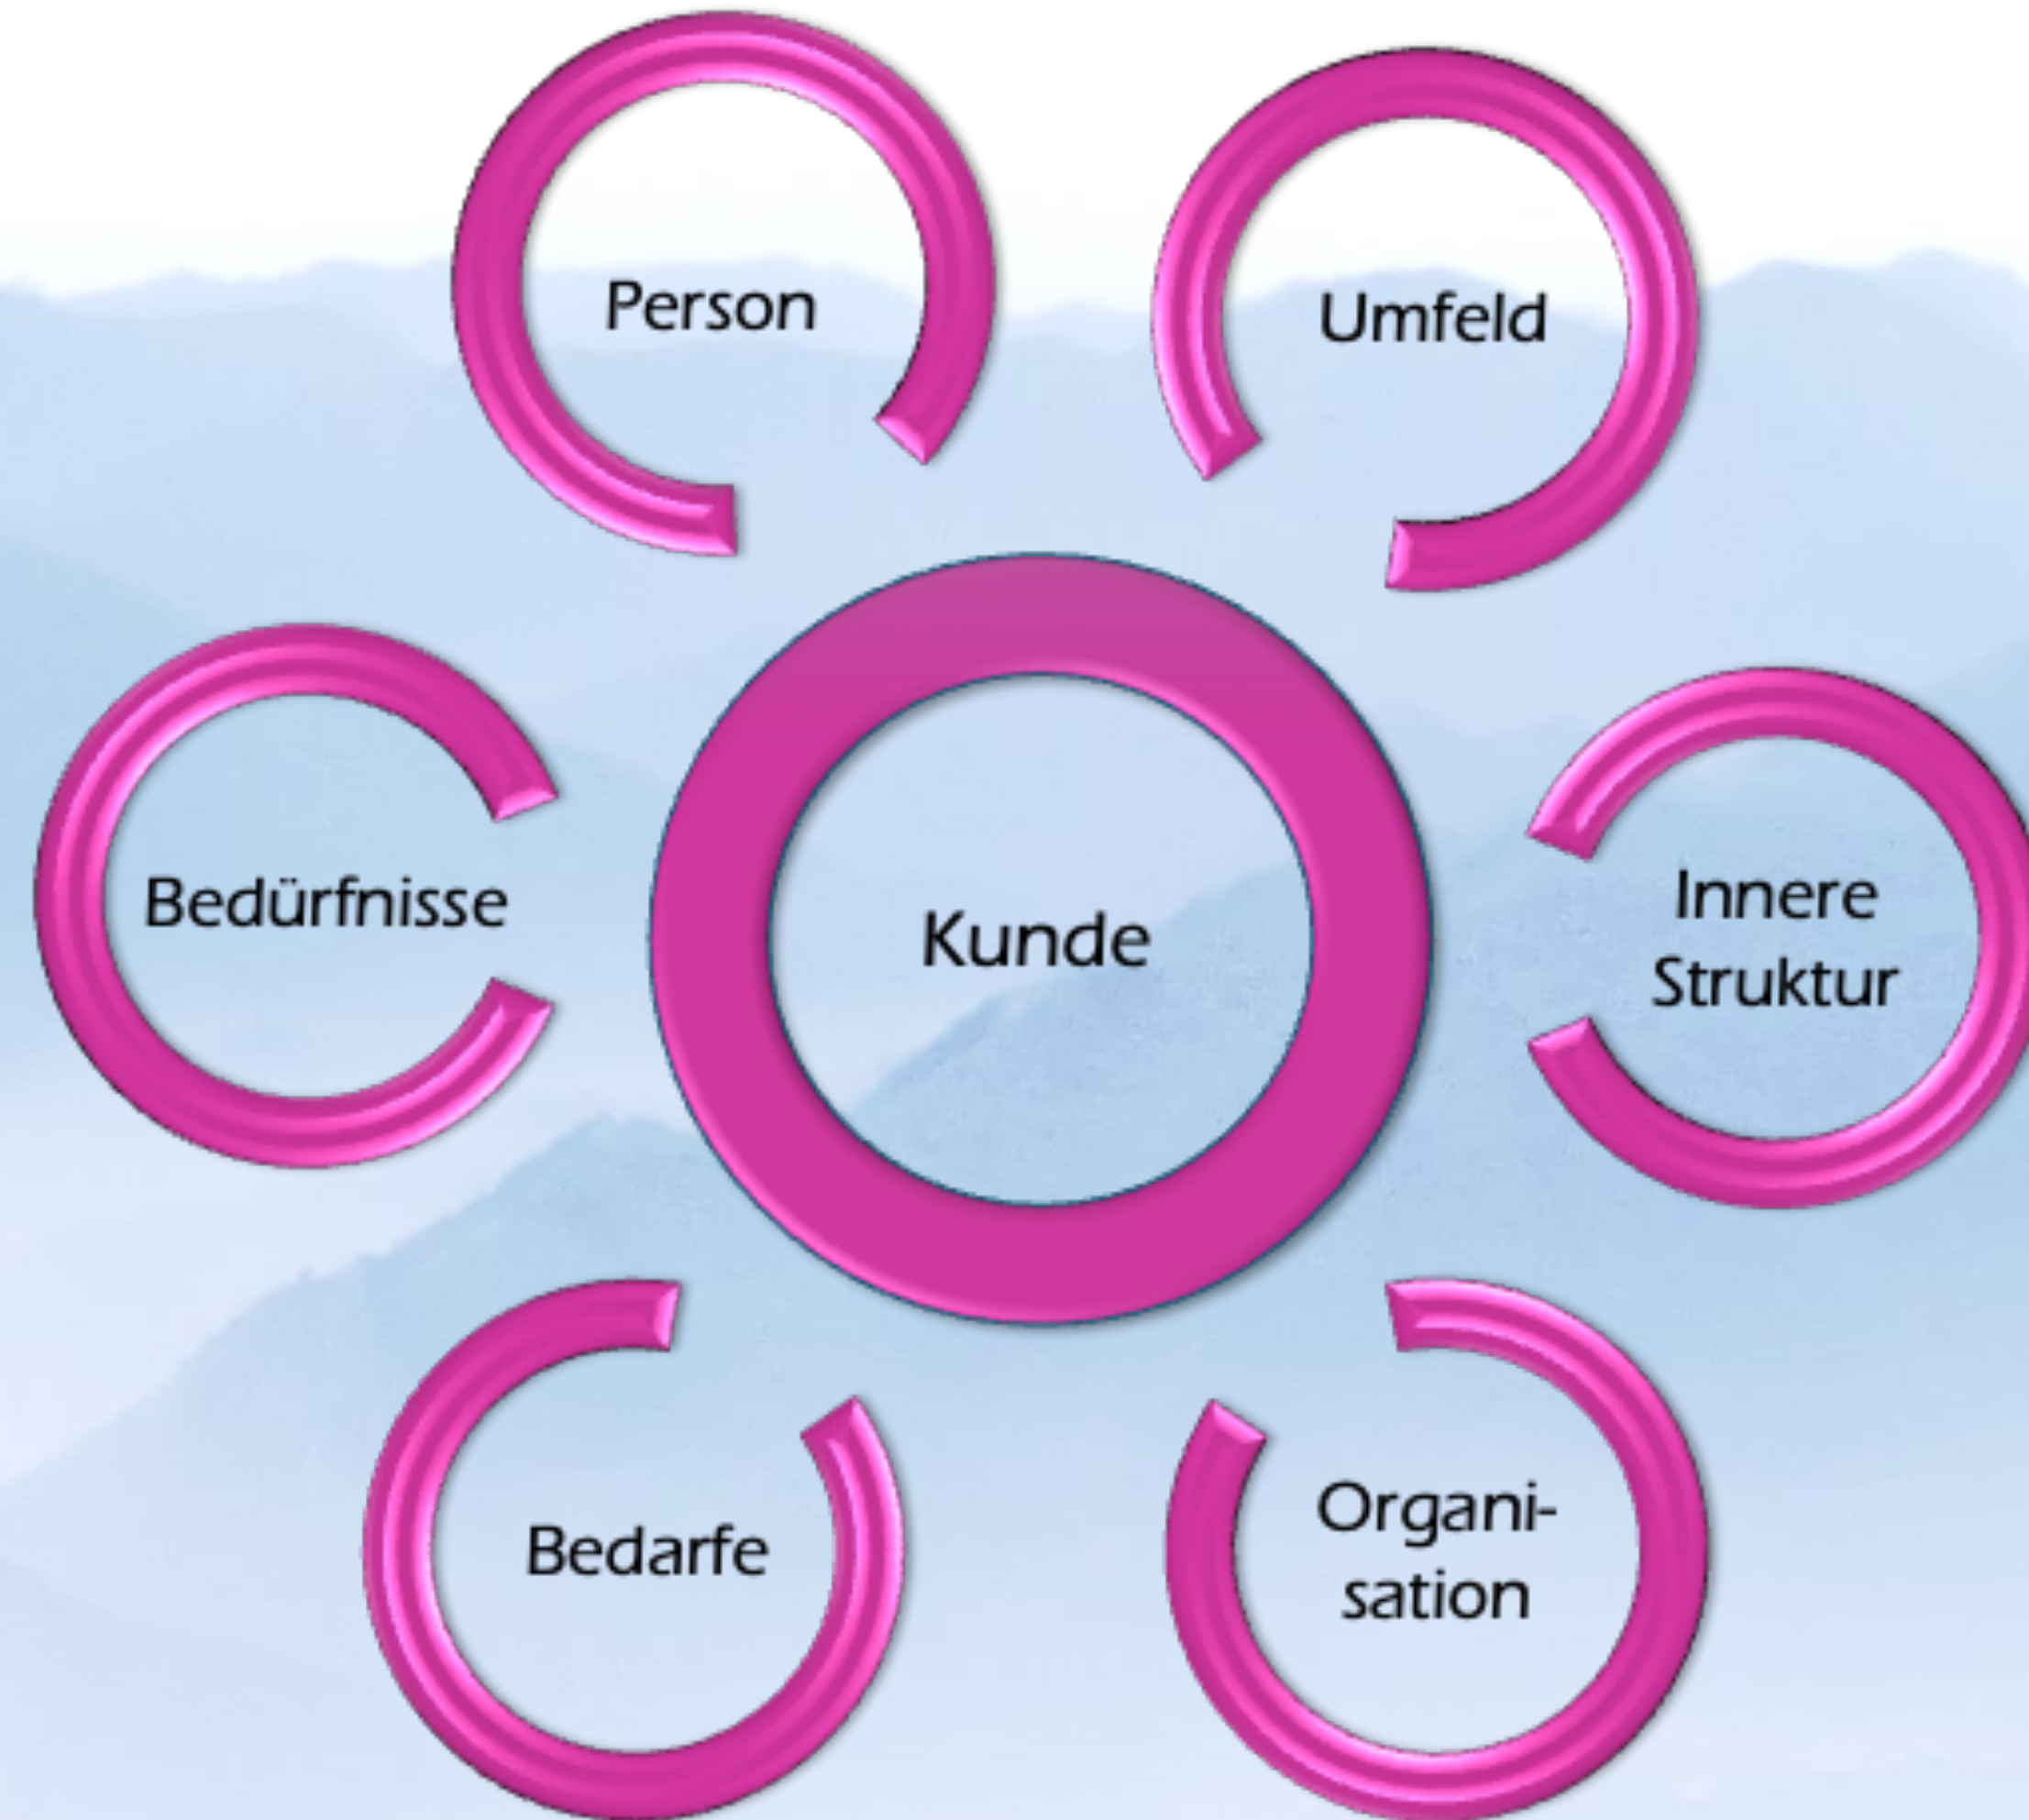 Person
Umfeld
Bedürfnisse
Kunde
Innere
Struktur
Bedarfe
Organi-
sation